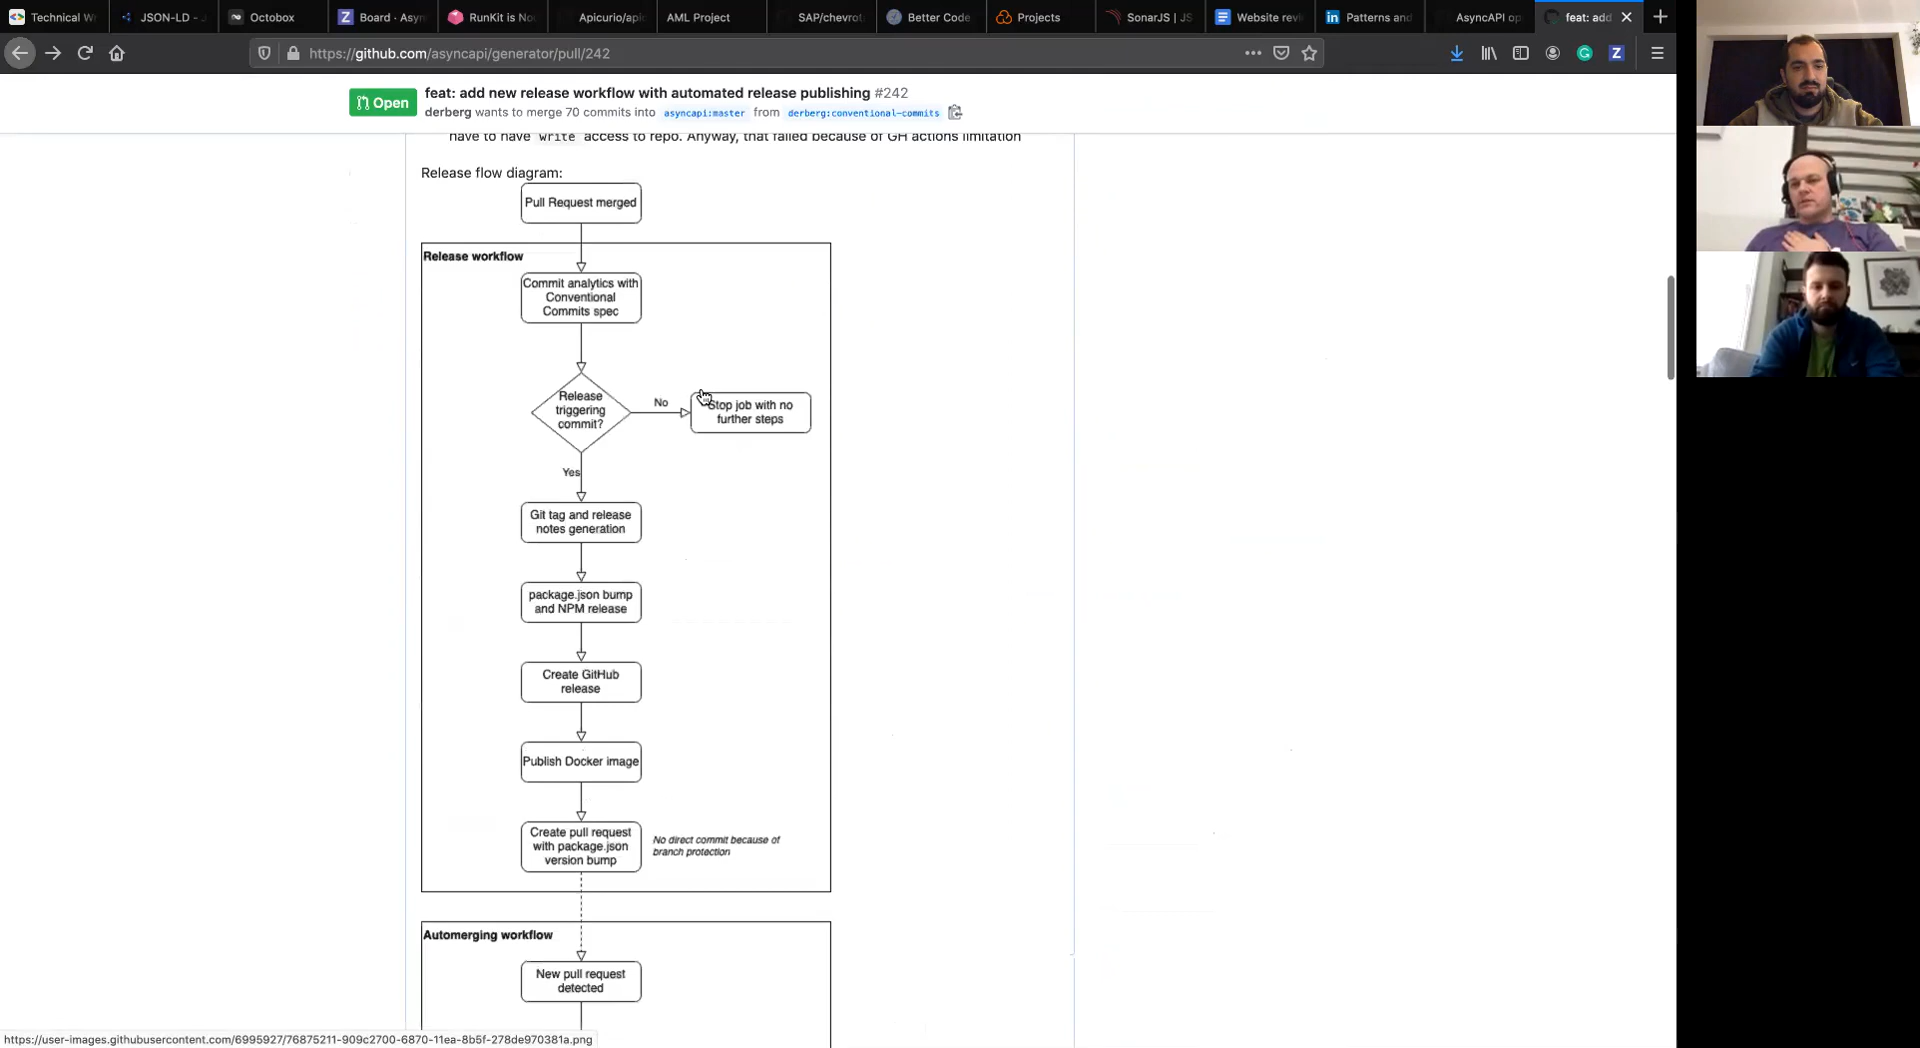 Technical W
JSON-LD - J
Octobox
Board · Asyn
RunKit is No
Apicurio/apic
AML Project
SAP/chevrot
Better Code
Projects
SonarJS | JS
Website revi
Patterns and
AsyncAPI op
feat: add
https://github.com/asyncapi/generator/pull/242
Open
feat: add new release workflow with automated release publishing #242
derberg wants to merge 70 commits into asyncapi:master from derberg:conventional-commits
have to have write access to repo. Anyway, that failed because of GH actions limitation
Release flow diagram:
Pull Request merged
Release workflow
Commit analytics with
Conventional
Commits spec
Release
triggering
commit?
No
Stop job with no
further steps
Yes
Git tag and release
notes generation
package.json bump
and NPM release
Create GitHub
release
Publish Docker image
Create pull request
with package.json
version bump
No direct commit because of
branch protection
Automerging workflow
New pull request
detected
https://user-images.githubusercontent.com/6995927/76875211-909c2700-6870-11ea-8b5f-278de970381a.png